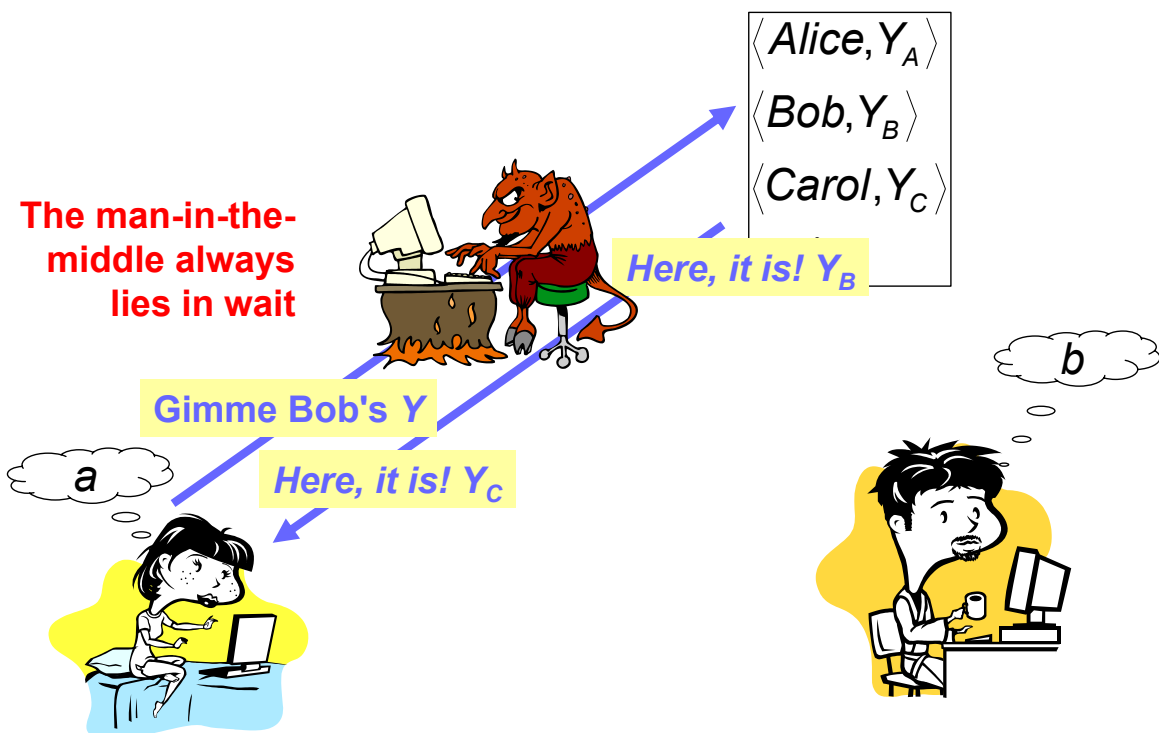 ⟨Alice,Y_A⟩
⟨Bob,Y_B⟩
⟨Carol,Y_C⟩
The man-in-the-
middle always
lies in wait
Here, it is! Y_B
b
Gimme Bob's Y
Here, it is! Y_C
a